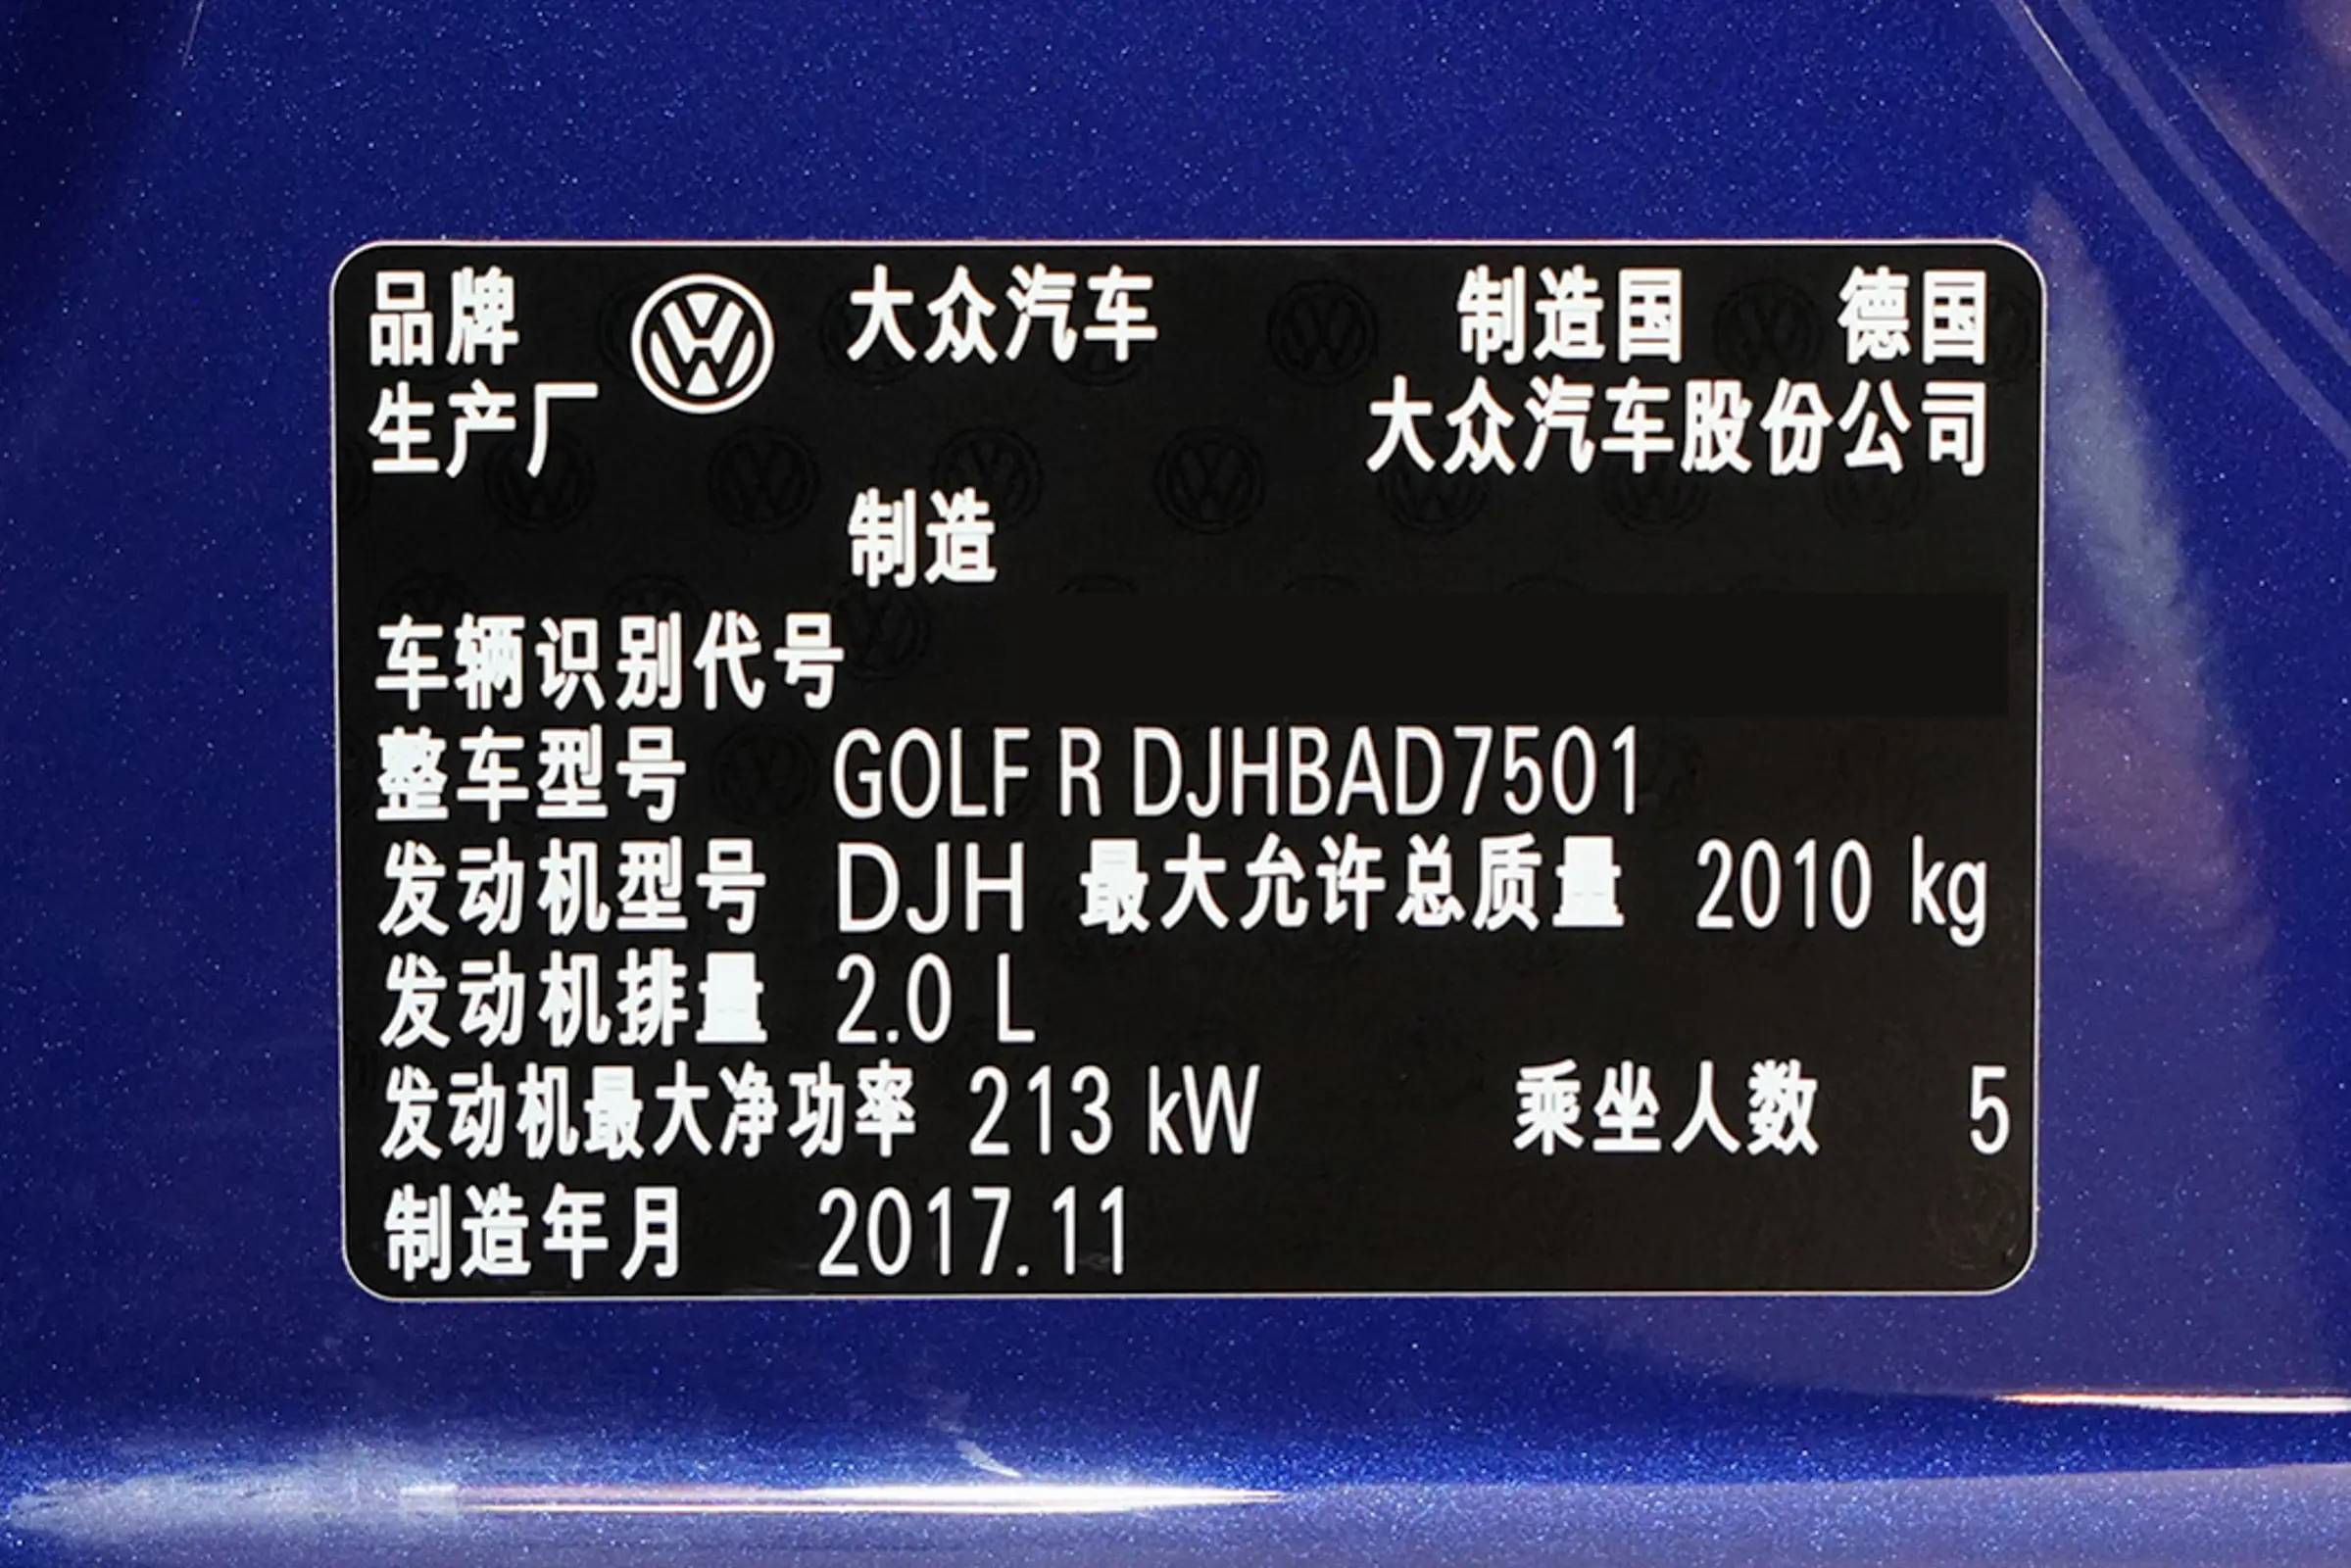 品牌 大众汽车 制造国 德国
生产厂 大众汽车股份公司
制造
车辆识别代号
整车型号 GOLF R DJHBAD7501
发动机型号 DJH 最大允许总质量 2010 kg
发动机排量 2.0 L
发动机最大净功率 213 kW 乘坐人数 5
制造年月 2017.11